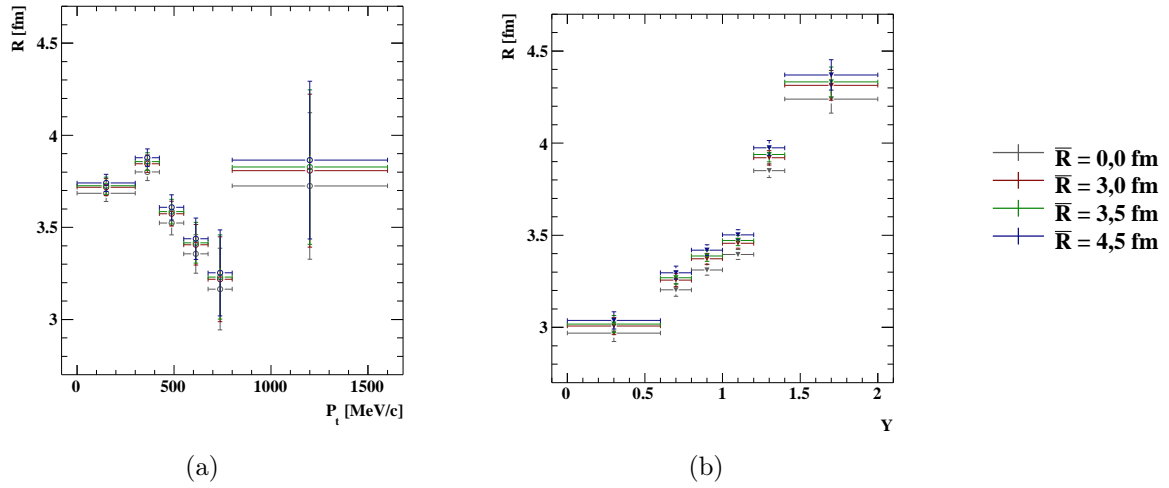 R [fm]
4.5
4
3.5
3
0 500 1000 1500
P_t [MeV/c]
(a)
R [fm]
4.5
4
3.5
3
0 0.5 1 1.5 2
Y
(b)
R̅ = 0,0 fm
R̅ = 3,0 fm
R̅ = 3,5 fm
R̅ = 4,5 fm